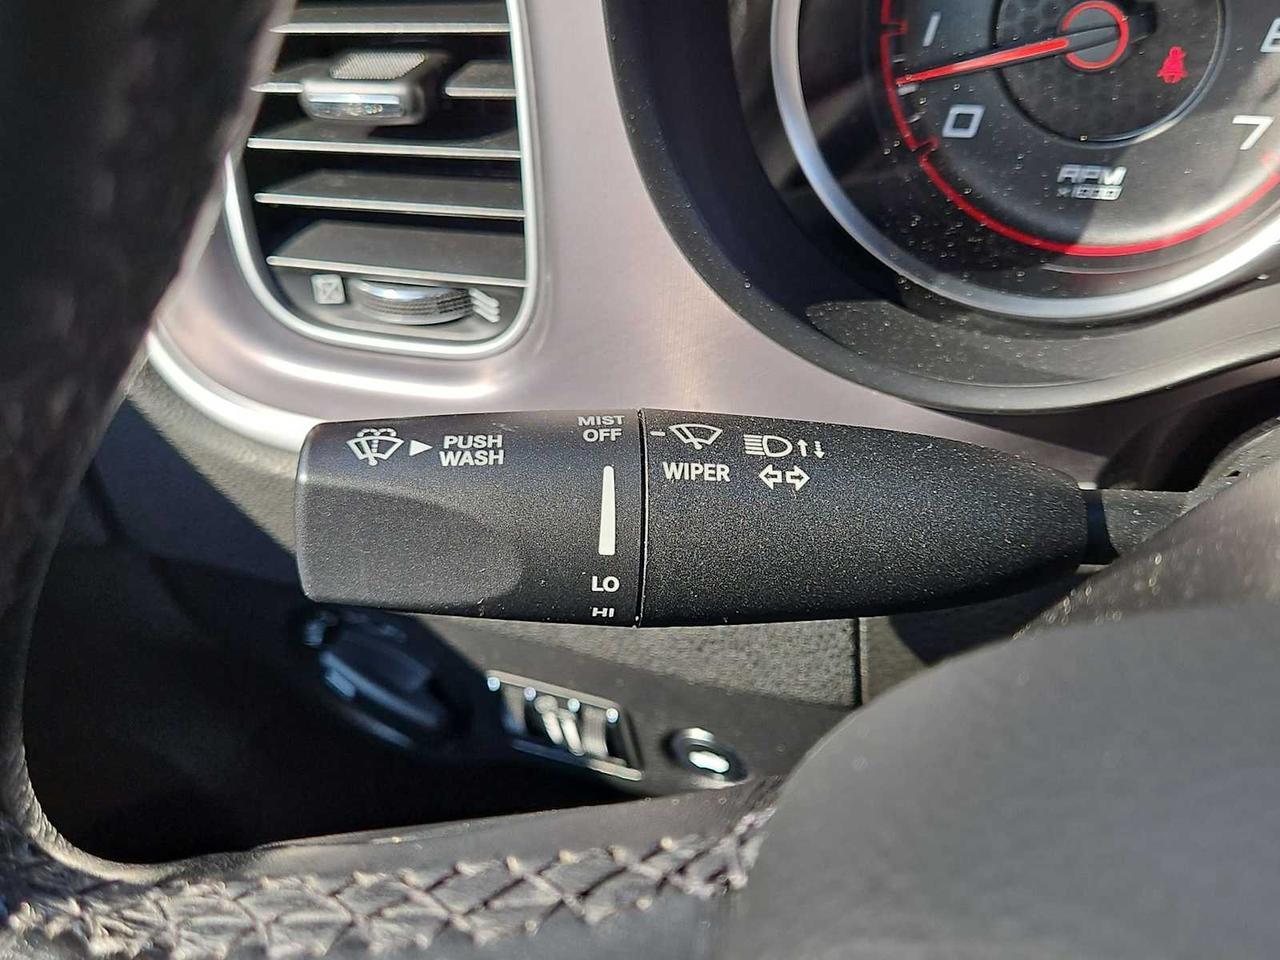 1
0
7
RPM
x1000
MIST
OFF
PUSH
WASH
WIPER
LO
HI